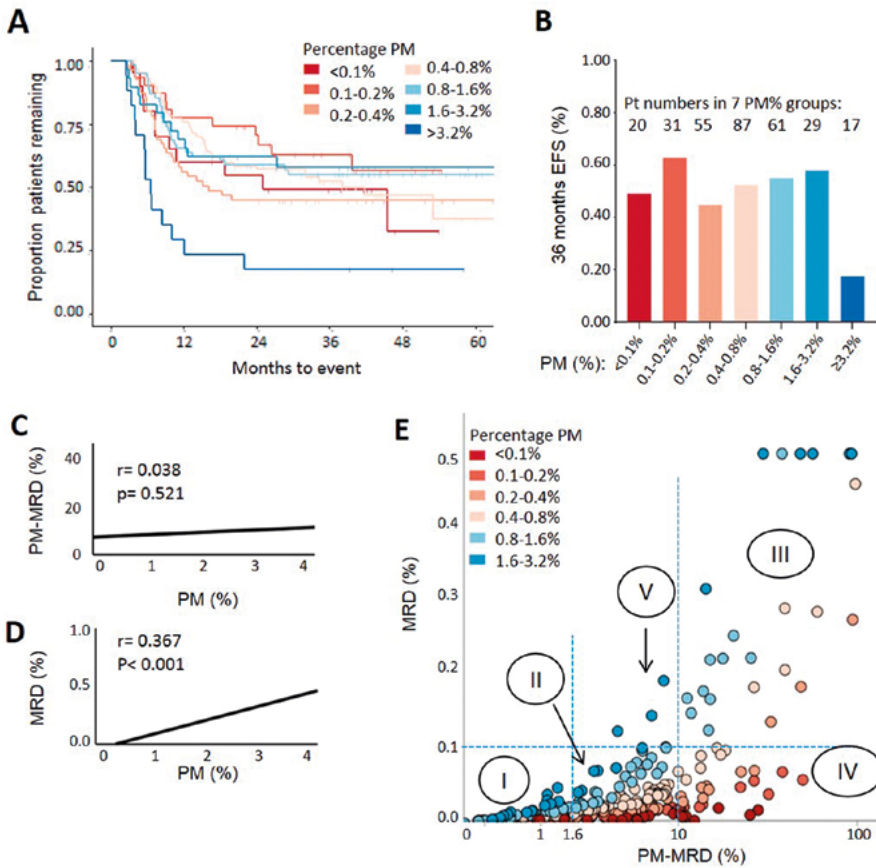 A
Percentage PM
<0.1%
0.1-0.2%
0.2-0.4%
0.4-0.8%
0.8-1.6%
1.6-3.2%
>3.2%
Proportion patients remaining
1.00
0.75
0.50
0.25
0.00
0 12 24 36 48 60
Months to event
B
36 months EFS (%)
1.00
0.80
0.60
0.40
0.20
0.00
Pt numbers in 7 PM% groups:
20 31 55 87 61 29 17
PM (%):
<0.1%
0.1-0.2%
0.2-0.4%
0.4-0.8%
0.8-1.6%
1.6-3.2%
≥3.2%
C
PM-MRD (%)
40
20
0
r= 0.038
p= 0.521
0 1 2 3 4
PM (%)
D
MRD (%)
1.0
0.5
0.0
r= 0.367
P< 0.001
0 1 2 3 4
PM (%)
E
Percentage PM
<0.1%
0.1-0.2%
0.2-0.4%
0.4-0.8%
0.8-1.6%
1.6-3.2%
MRD (%)
0.5
0.4
0.3
0.2
0.1
0.0
I
II
V
III
IV
0 1 1.6 10 100
PM-MRD (%)